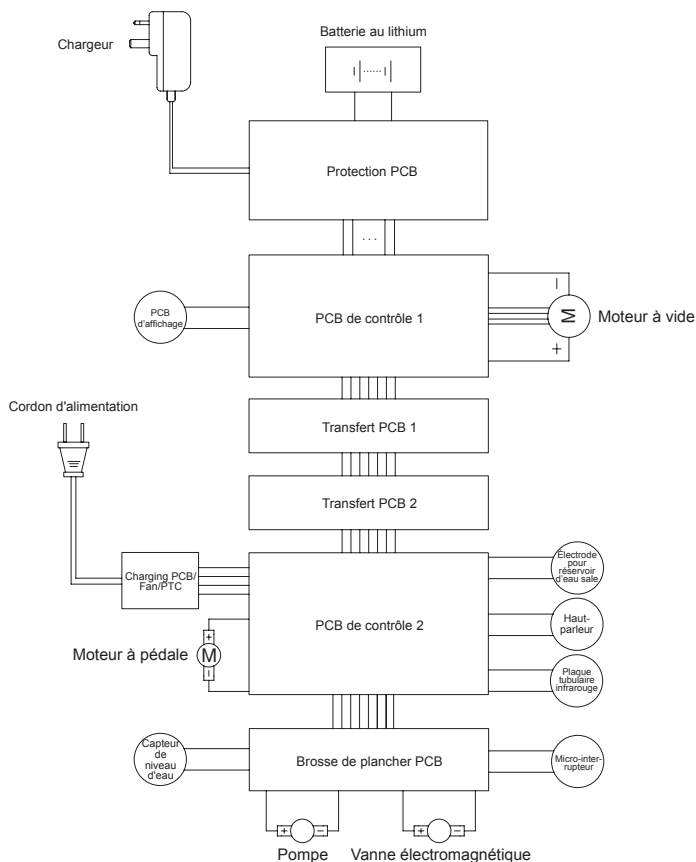 Chargeur
Batterie au lithium
Protection PCB
PCB
d'affichage
PCB de contrôle 1
M
Moteur à vide
Cordon d'alimentation
Transfert PCB 1
Transfert PCB 2
Charging PCB/
Fan/PTC
PCB de contrôle 2
Électrode
pour
réservoir
d'eau sale
Haut-
parleur
Moteur à pédale
M
Plaque
tubulaire
infrarouge
Capteur
de
niveau
d'eau
Brosse de plancher PCB
Micro-inter-
rupteur
Pompe
Vanne électromagnétique